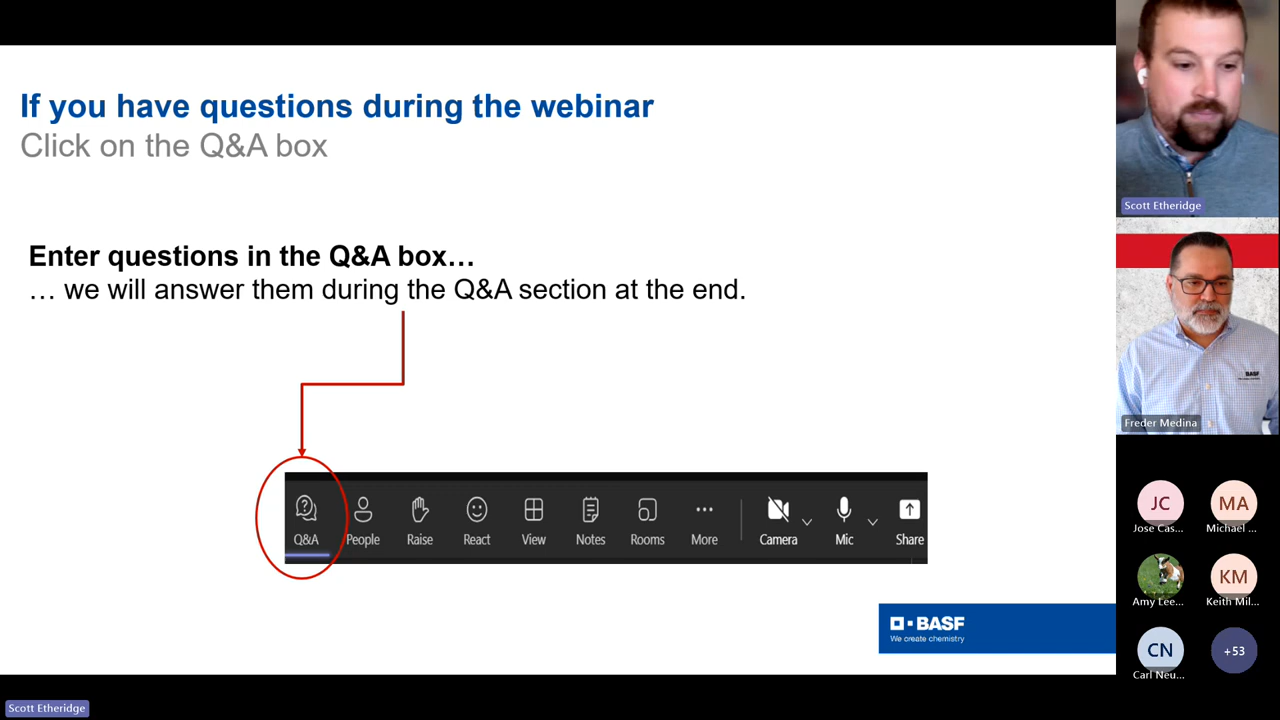 If you have questions during the webinar
Click on the Q&A box
Enter questions in the Q&A box…
… we will answer them during the Q&A section at the end.
Q&A
People
Raise
React
View
Notes
Rooms
More
Camera
Mic
Share
BASF
We create chemistry
Scott Etheridge
BASF
Freder Medina
JC
MA
Jose Cas...
Michael ...
KM
Amy Lee...
Keith Mil...
CN
+53
Carl Neu...
Scott Etheridge